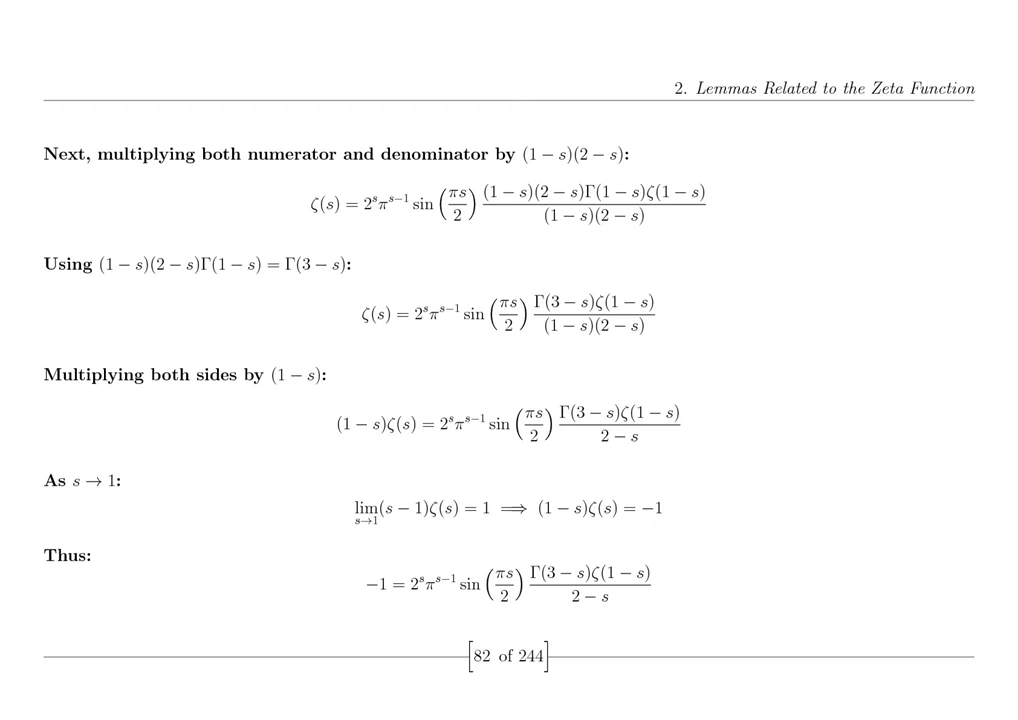 2. Lemmas Related to the Zeta Function
Next, multiplying both numerator and denominator by (1 − s)(2 − s):
ζ(s) = 2^s π^{s−1} sin(πs/2) (1 − s)(2 − s)Γ(1 − s)ζ(1 − s)/(1 − s)(2 − s)
Using (1 − s)(2 − s)Γ(1 − s) = Γ(3 − s):
ζ(s) = 2^s π^{s−1} sin(πs/2) Γ(3 − s)ζ(1 − s)/(1 − s)(2 − s)
Multiplying both sides by (1 − s):
(1 − s)ζ(s) = 2^s π^{s−1} sin(πs/2) Γ(3 − s)ζ(1 − s)/2 − s
As s → 1:
lim_{s→1}(s − 1)ζ(s) = 1 ⟹ (1 − s)ζ(s) = −1
Thus:
−1 = 2^s π^{s−1} sin(πs/2) Γ(3 − s)ζ(1 − s)/2 − s
[82 of 244]